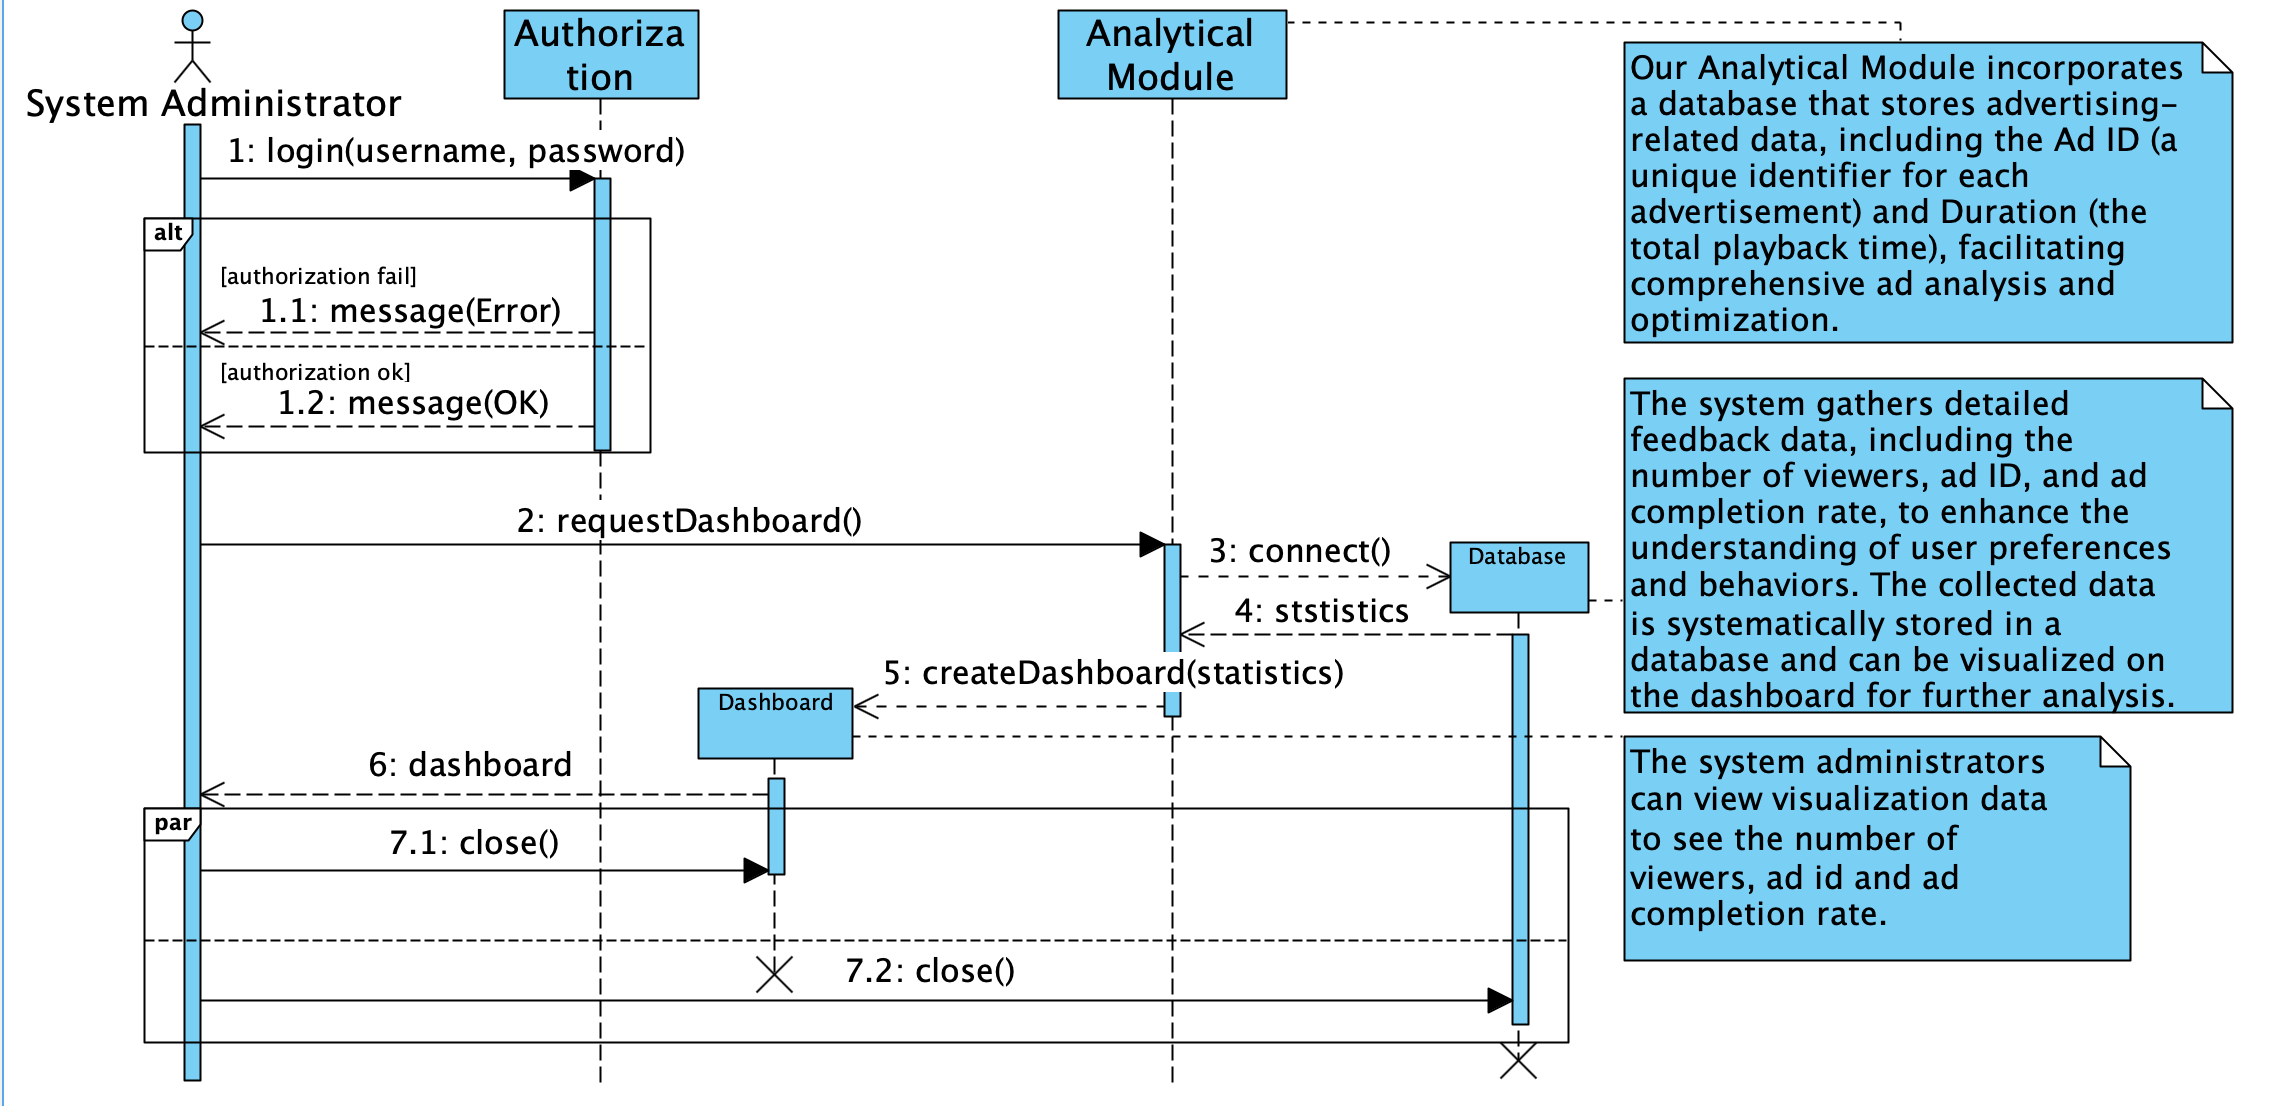 System Administrator
Authoriza
tion
Analytical
Module
Our Analytical Module incorporates
a database that stores advertising-
related data, including the Ad ID (a
unique identifier for each
advertisement) and Duration (the
total playback time), facilitating
comprehensive ad analysis and
optimization.
1: login(username, password)
alt
[authorization fail]
1.1: message(Error)
[authorization ok]
1.2: message(OK)
The system gathers detailed
feedback data, including the
number of viewers, ad ID, and ad
completion rate, to enhance the
understanding of user preferences
and behaviors. The collected data
is systematically stored in a
database and can be visualized on
the dashboard for further analysis.
2: requestDashboard()
3: connect()
Database
4: ststistics
5: createDashboard(statistics)
Dashboard
6: dashboard
The system administrators
can view visualization data
to see the number of
viewers, ad id and ad
completion rate.
par
7.1: close()
7.2: close()